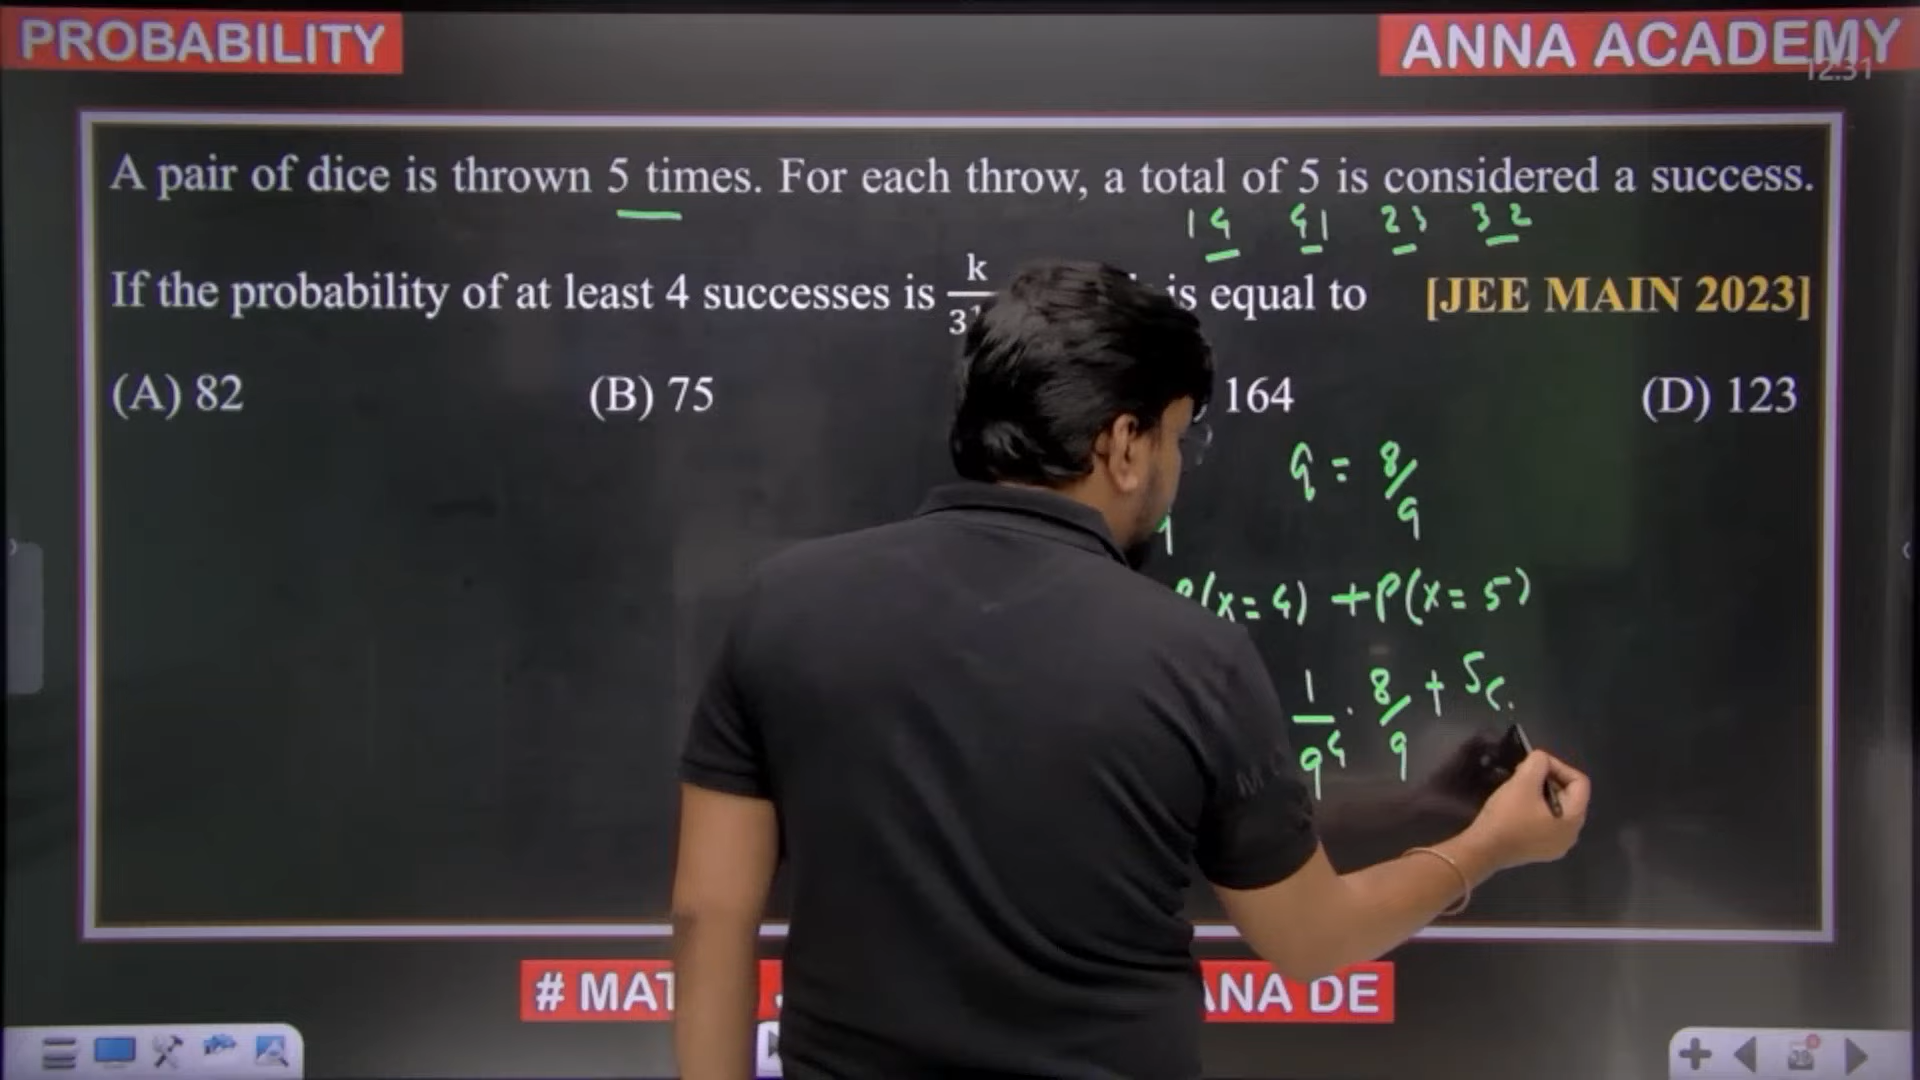 PROBABILITY
ANNA ACADEMY
12:31
A pair of dice is thrown 5 times. For each throw, a total of 5 is considered a success.
14 41 23 32
If the probability of at least 4 successes is k/3 is equal to [JEE MAIN 2023]
(A) 82 (B) 75 164 (D) 123
q = 8/9
P(x=4) + P(x=5)
1/9⁴ · 8/9 + 5c
# MAT
ANA DE